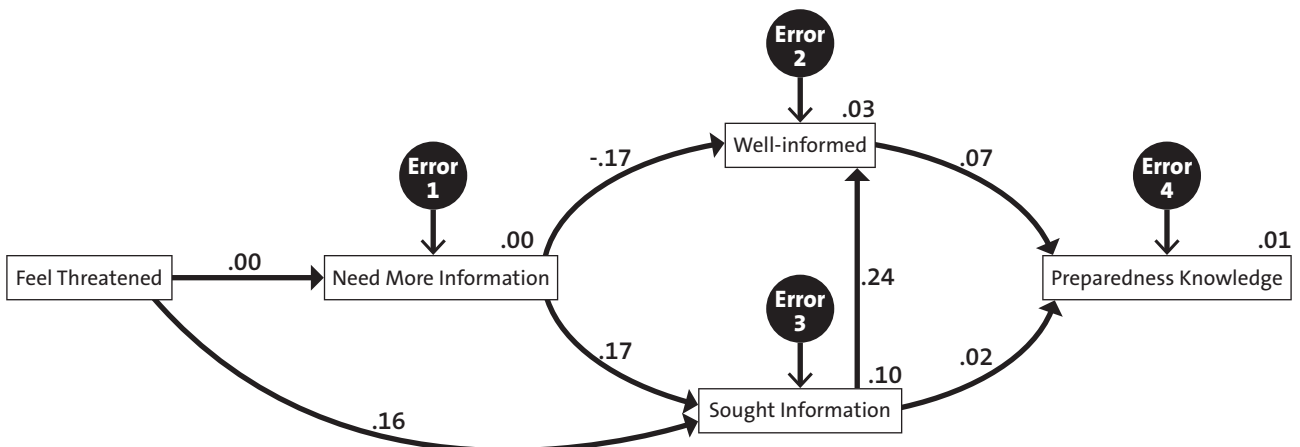 Error
2
.03
Well-informed
-.17
.07
Error
1
Error
4
.00
.00
.01
Feel Threatened
Need More Information
Preparedness Knowledge
.24
Error
3
.17
.02
.10
Sought Information
.16